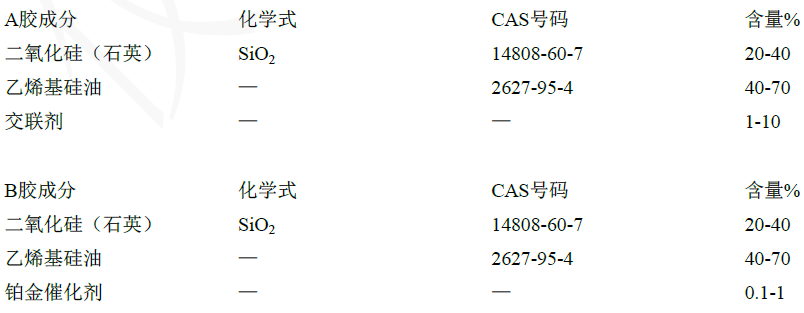 A胶成分 化学式 CAS号码 含量%
二氧化硅（石英） SiO₂ 14808-60-7 20-40
乙烯基硅油 — 2627-95-4 40-70
交联剂 — — 1-10
B胶成分 化学式 CAS号码 含量%
二氧化硅（石英） SiO₂ 14808-60-7 20-40
乙烯基硅油 — 2627-95-4 40-70
铂金催化剂 — — 0.1-1